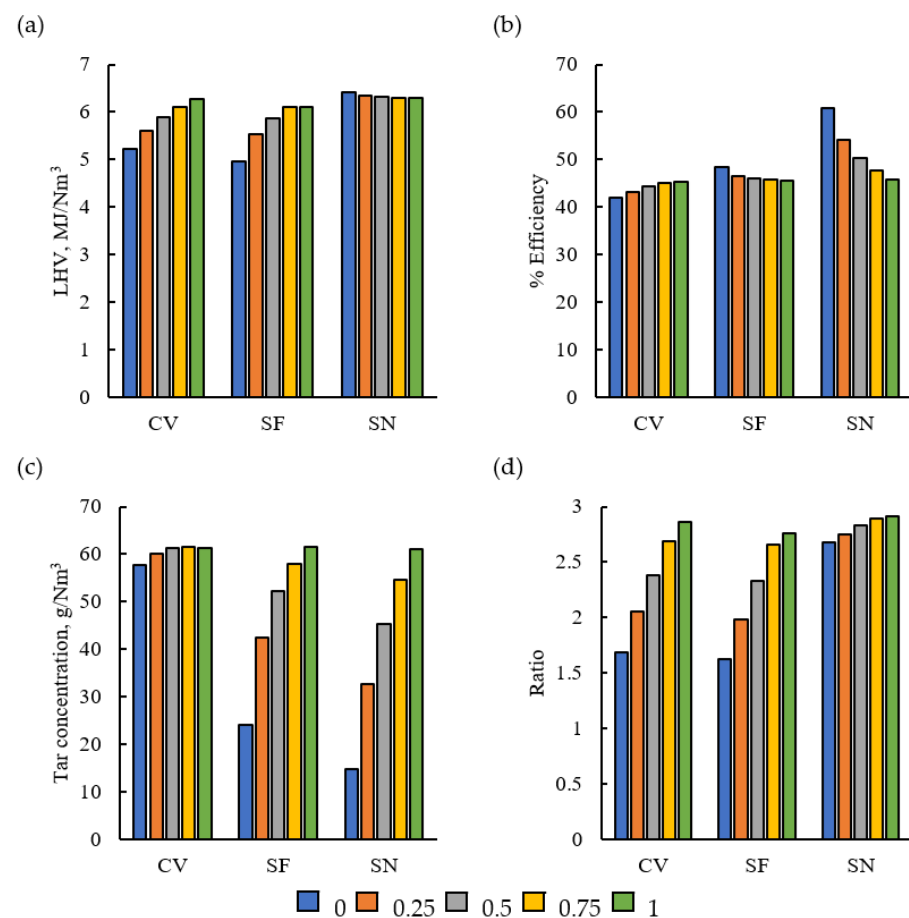 (a)
7
6
5
4
3
2
1
0
LHV, MJ/Nm³
CV SF SN
(b)
70
60
50
40
30
20
10
0
% Efficiency
CV SF SN
(c)
70
60
50
40
30
20
10
0
Tar concentration, g/Nm³
CV SF SN
(d)
3
2.5
2
1.5
1
0.5
0
Ratio
CV SF SN
0 0.25 0.5 0.75 1